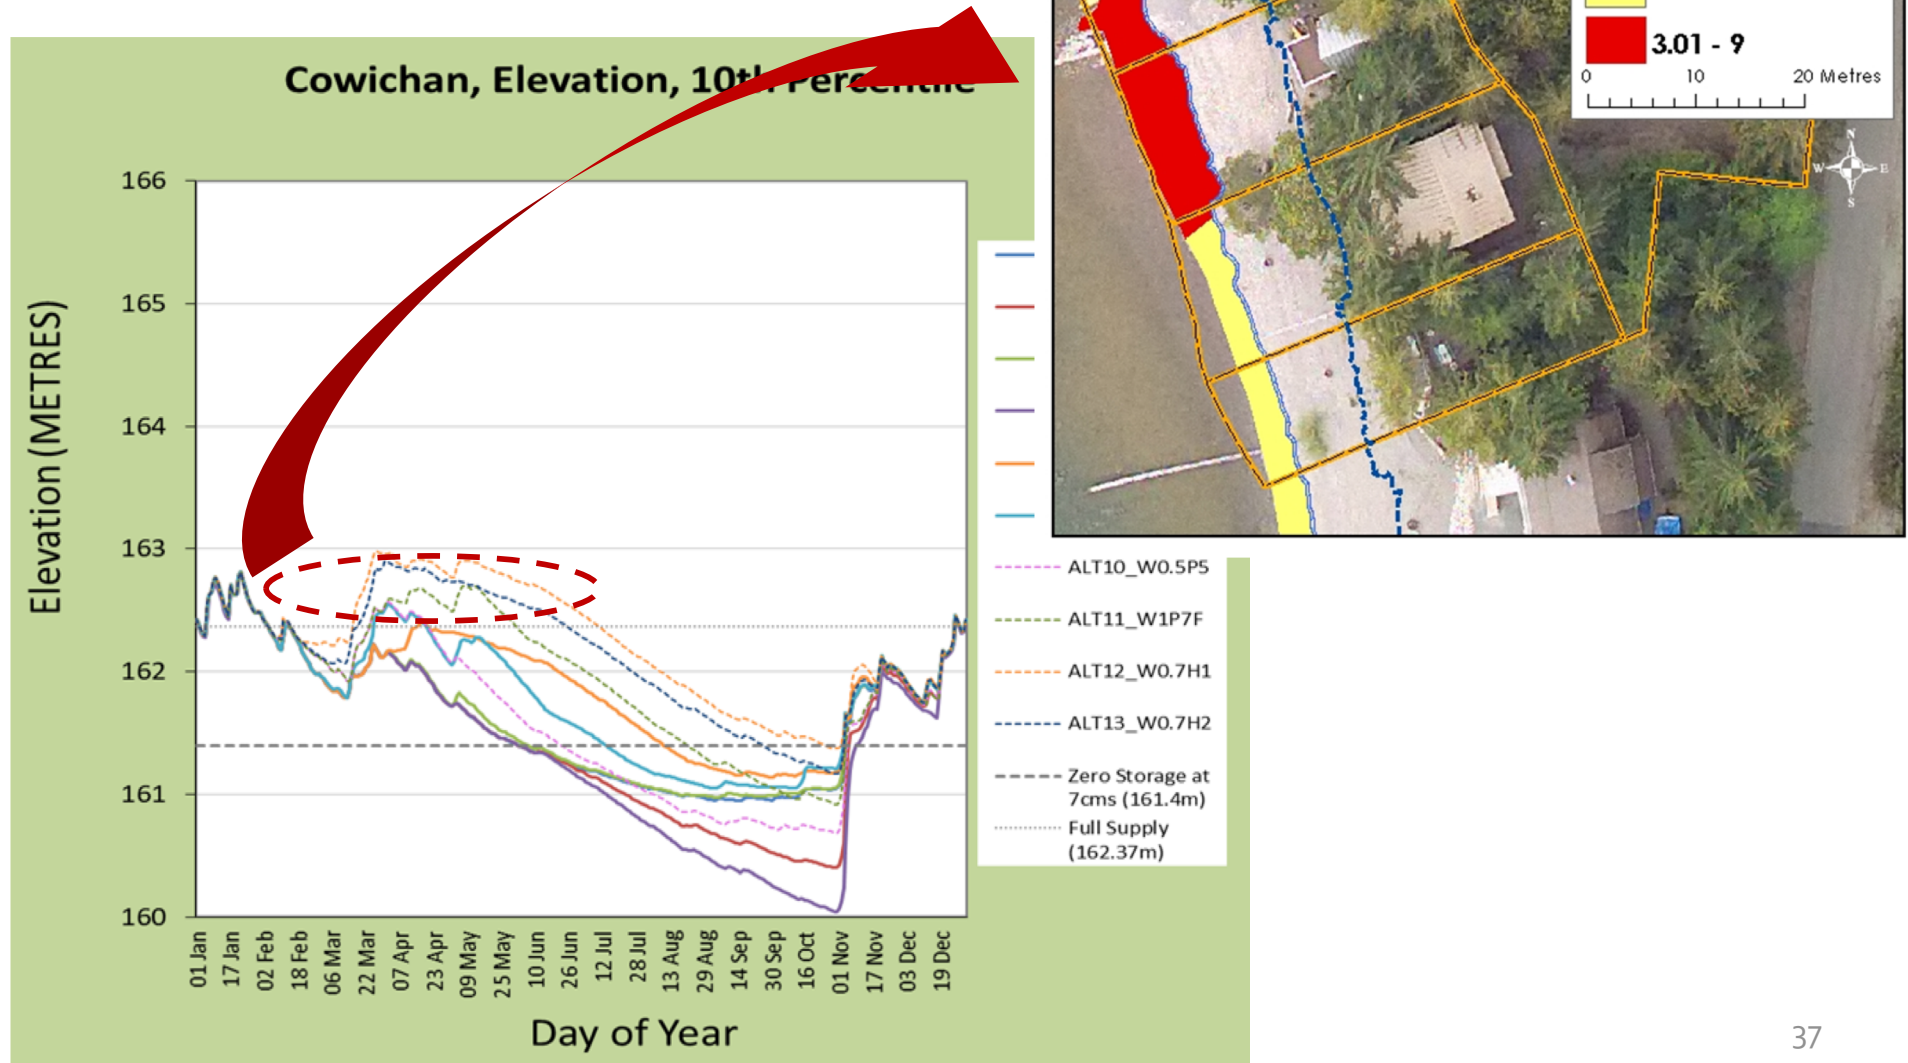 Cowichan, Elevation, 10th Percentile
Elevation (METRES)
166
165
164
163
162
161
160
01 Jan
17 Jan
02 Feb
18 Feb
06 Mar
22 Mar
07 Apr
23 Apr
09 May
25 May
10 Jun
26 Jun
12 Jul
28 Jul
13 Aug
29 Aug
14 Sep
30 Sep
16 Oct
01 Nov
17 Nov
03 Dec
19 Dec
Day of Year
ALT10_W0.5P5
ALT11_W1P7F
ALT12_W0.7H1
ALT13_W0.7H2
Zero Storage at
7cms (161.4m)
Full Supply
(162.37m)
3.01 - 9
0 10 20 Metres
N
W E
S
37